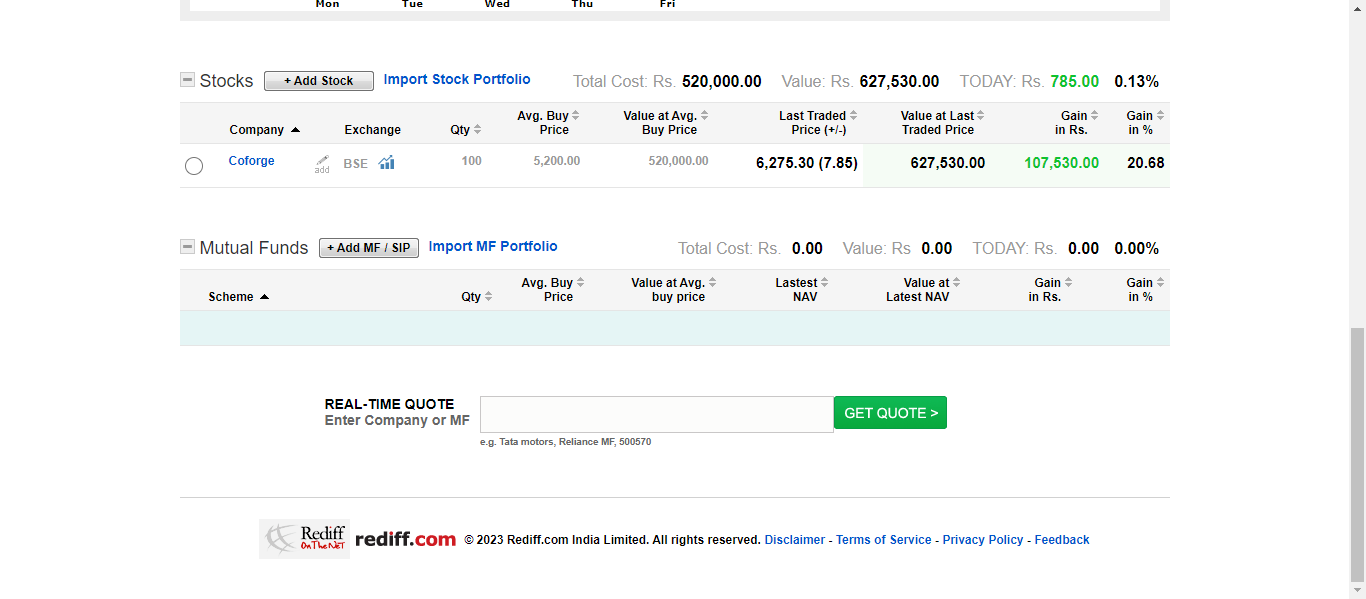 Mon Tue Wed Thu Fri
Stocks + Add Stock Import Stock Portfolio Total Cost: Rs. 520,000.00 Value: Rs. 627,530.00 TODAY: Rs. 785.00 0.13%
Company Exchange Qty Avg. Buy Price Value at Avg. Buy Price Last Traded Price (+/-) Value at Last Traded Price Gain in Rs. Gain in %
Coforge add BSE 100 5,200.00 520,000.00 6,275.30 (7.85) 627,530.00 107,530.00 20.68
Mutual Funds + Add MF / SIP Import MF Portfolio Total Cost: Rs. 0.00 Value: Rs 0.00 TODAY: Rs. 0.00 0.00%
Scheme Qty Avg. Buy Price Value at Avg. buy price Lastest NAV Value at Latest NAV Gain in Rs. Gain in %
REAL-TIME QUOTE
Enter Company or MF GET QUOTE >
e.g. Tata motors, Reliance MF, 500570
Rediff On The NeT rediff.com © 2023 Rediff.com India Limited. All rights reserved. Disclaimer - Terms of Service - Privacy Policy - Feedback